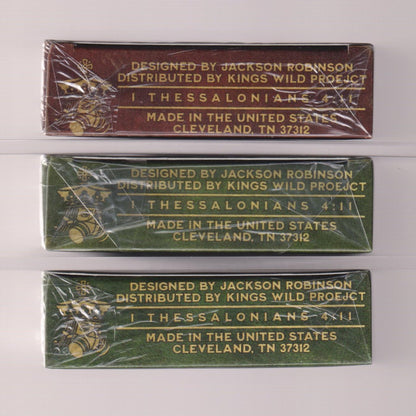 DESIGNED BY JACKSON ROBINSON
DISTRIBUTED BY KINGS WILD PROEJCT
I THESSALONIANS 4:11
MADE IN THE UNITED STATES
CLEVELAND, TN 37312
DESIGNED BY JACKSON ROBINSON
DISTRIBUTED BY KINGS WILD PROEJCT
I THESSALONIANS 4:11
MADE IN THE UNITED STATES
CLEVELAND, TN 37312
DESIGNED BY JACKSON ROBINSON
DISTRIBUTED BY KINGS WILD PROEJCT
I THESSALONIANS 4:11
MADE IN THE UNITED STATES
CLEVELAND, TN 37312